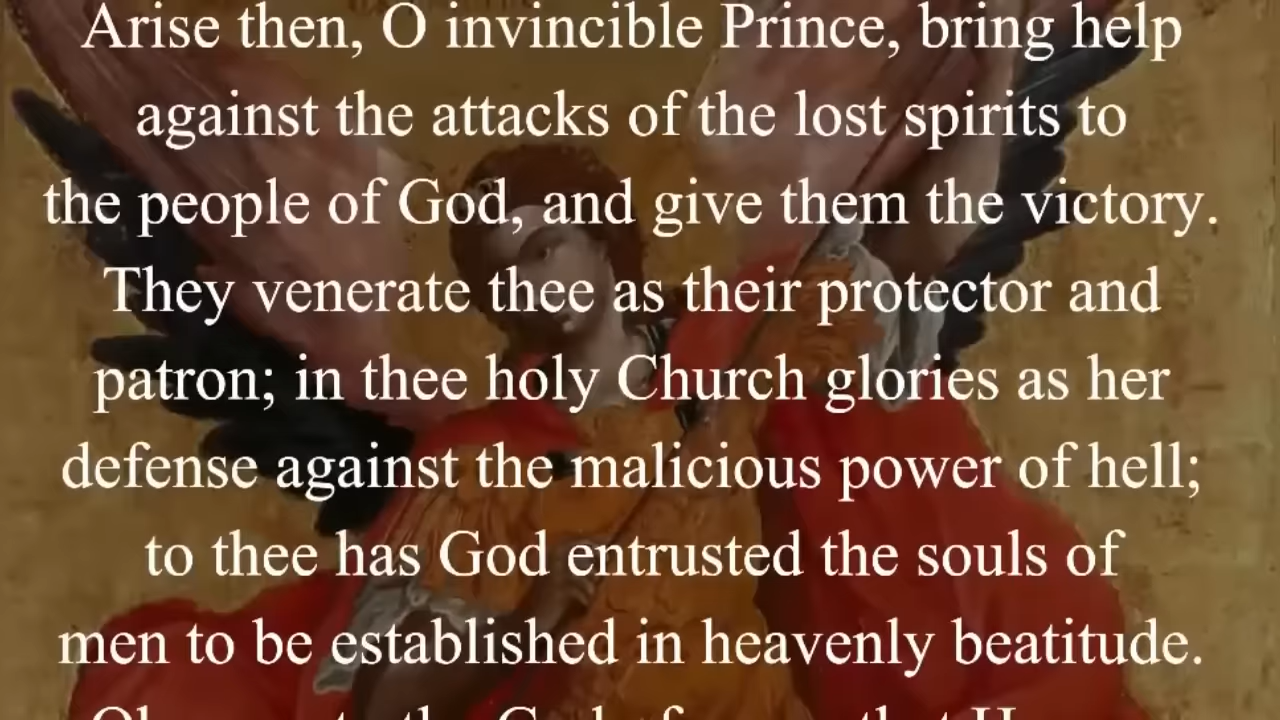 Arise then, O invincible Prince, bring help
against the attacks of the lost spirits to
the people of God, and give them the victory.
They venerate thee as their protector and
patron; in thee holy Church glories as her
defense against the malicious power of hell;
to thee has God entrusted the souls of
men to be established in heavenly beatitude.